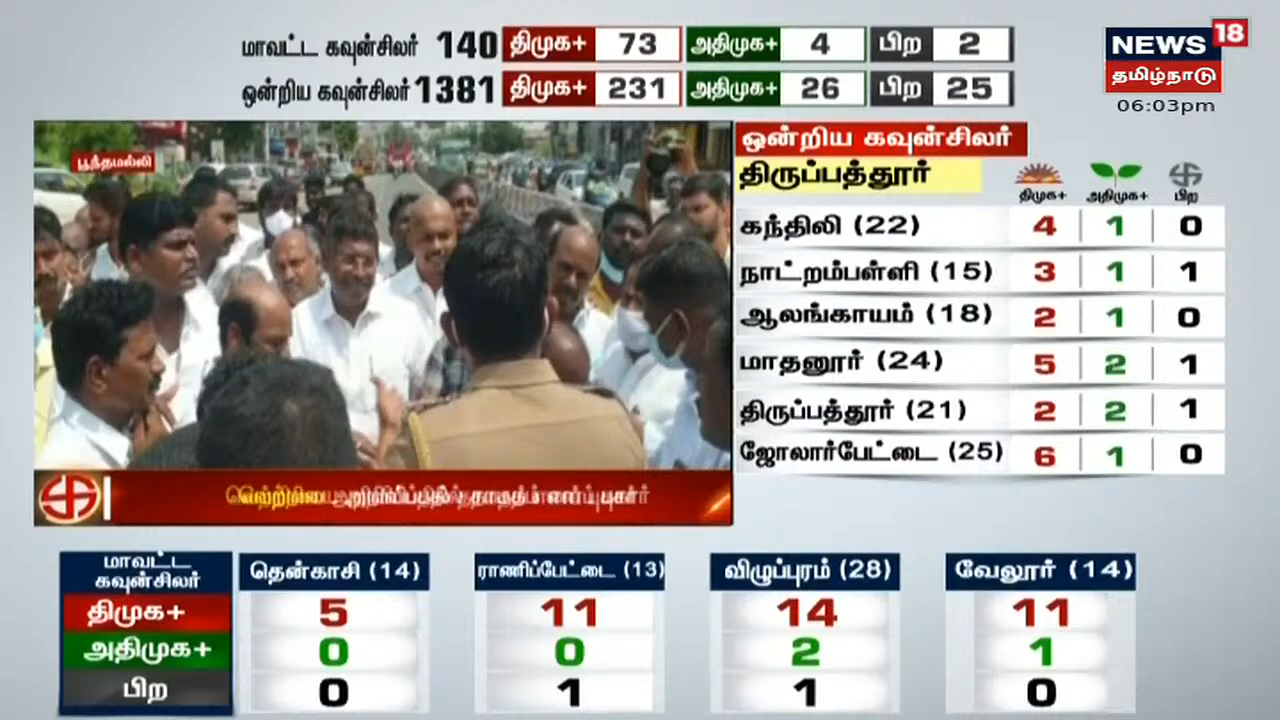 மாவட்ட கவுன்சிலர் 140 திமுக+ 73 அதிமுக+ 4 பிற 2
ஒன்றிய கவுன்சிலர் 1381 திமுக+ 231 அதிமுக+ 26 பிற 25
NEWS 18
தமிழ்நாடு
06:03pm
பூந்தமல்லி
ஒன்றிய கவுன்சிலர்
திருப்பத்தூர்
திமுக+ அதிமுக+ பிற
கந்திலி (22) 4 1 0
நாட்றம்பள்ளி (15) 3 1 1
ஆலங்காயம் (18) 2 1 0
மாதனூர் (24) 5 2 1
திருப்பத்தூர் (21) 2 2 1
ஜோலார்பேட்டை (25) 6 1 0
மாவட்ட கவுன்சிலர் தென்காசி (14) ராணிப்பேட்டை (13) விழுப்புரம் (28) வேலூர் (14)
திமுக+ 5 11 14 11
அதிமுக+ 0 0 2 1
பிற 0 1 1 0